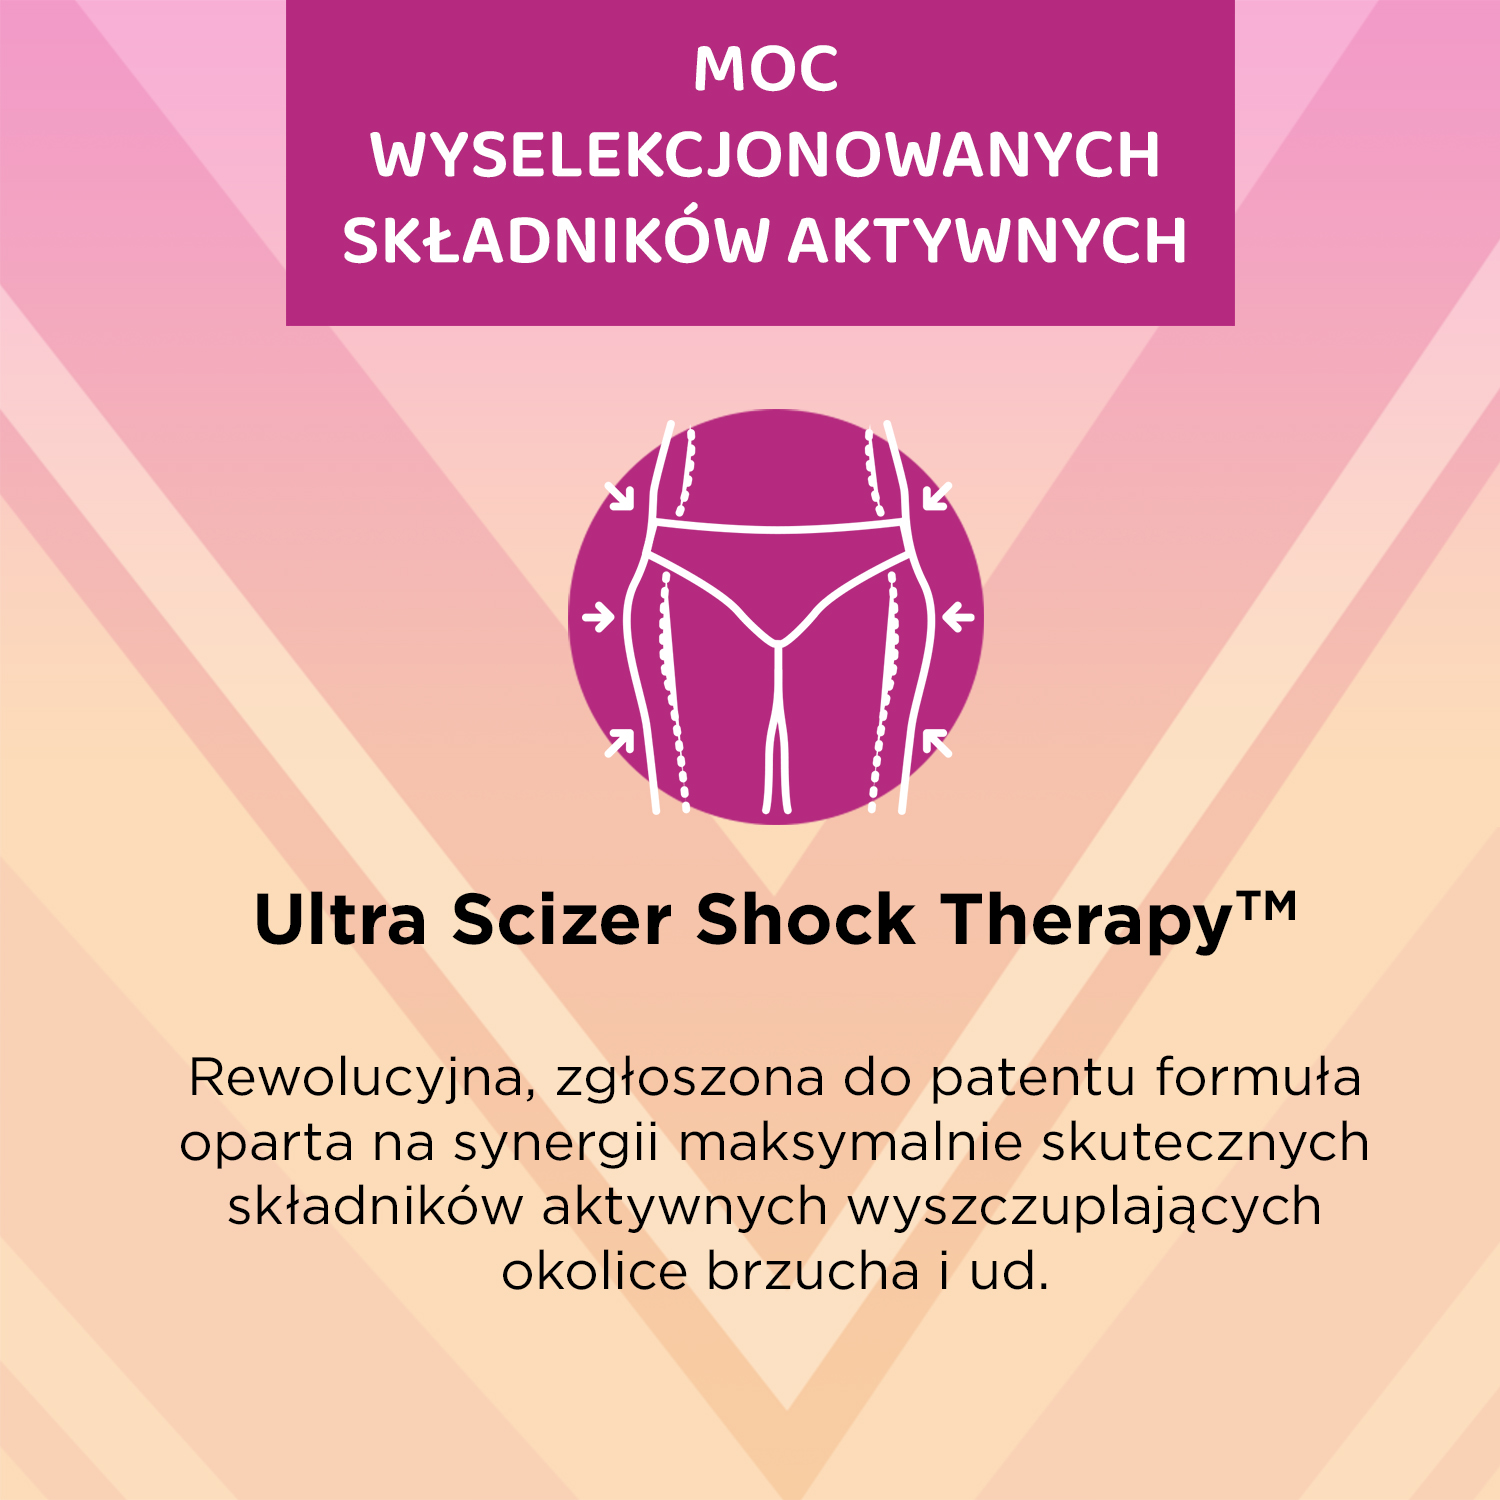 MOC
WYSELEKCJONOWANYCH
SKŁADNIKÓW AKTYWNYCH
Ultra Scizer Shock Therapy™
Rewolucyjna, zgłoszona do patentu formuła
oparta na synergii maksymalnie skutecznych
składników aktywnych wyszczuplających
okolice brzucha i ud.